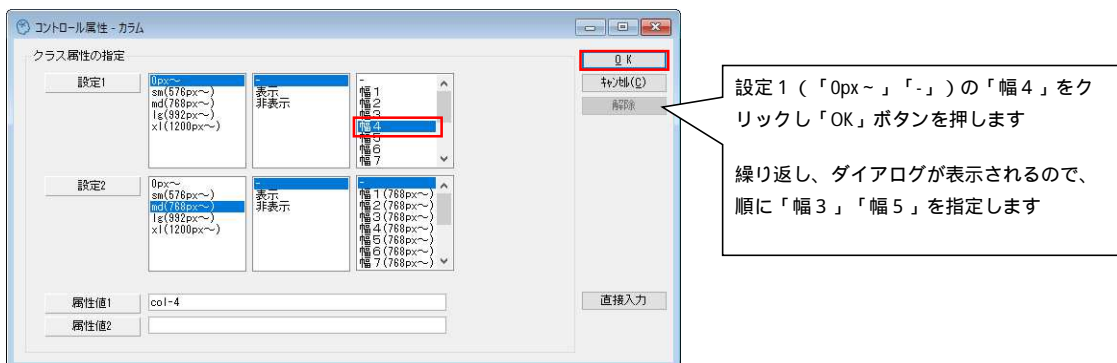 コントロール属性 - カラム
クラス属性の指定
設定1
0px～
sm(576px～)
md(768px～)
lg(992px～)
xl(1200px～)
-
表示
非表示
-
幅1
幅2
幅3
幅4
幅5
幅6
幅7
設定2
0px～
sm(576px～)
md(768px～)
lg(992px～)
xl(1200px～)
-
表示
非表示
-
幅1(768px～)
幅2(768px～)
幅3(768px～)
幅4(768px～)
幅5(768px～)
幅6(768px～)
幅7(768px～)
属性値1
col-4
属性値2
OK
キャンセル(C)
解除
直接入力
設定１（「0px～」「-」）の「幅４」をク
リックし「OK」ボタンを押します
繰り返し、ダイアログが表示されるので、
順に「幅３」「幅５」を指定します